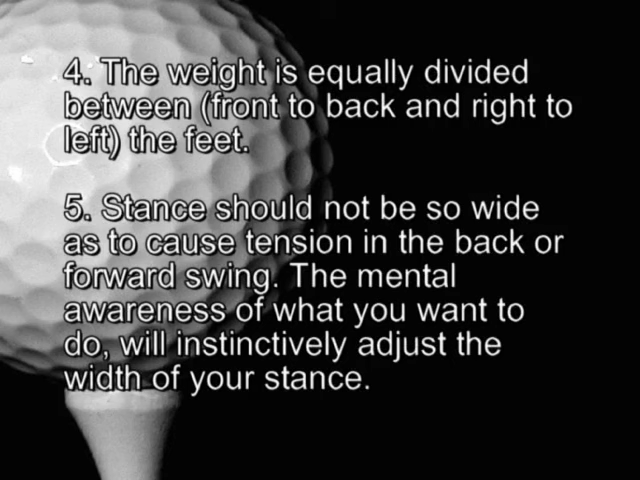 4. The weight is equally divided
between (front to back and right to
left) the feet.
5. Stance should not be so wide
as to cause tension in the back or
forward swing. The mental
awareness of what you want to
do, will instinctively adjust the
width of your stance.